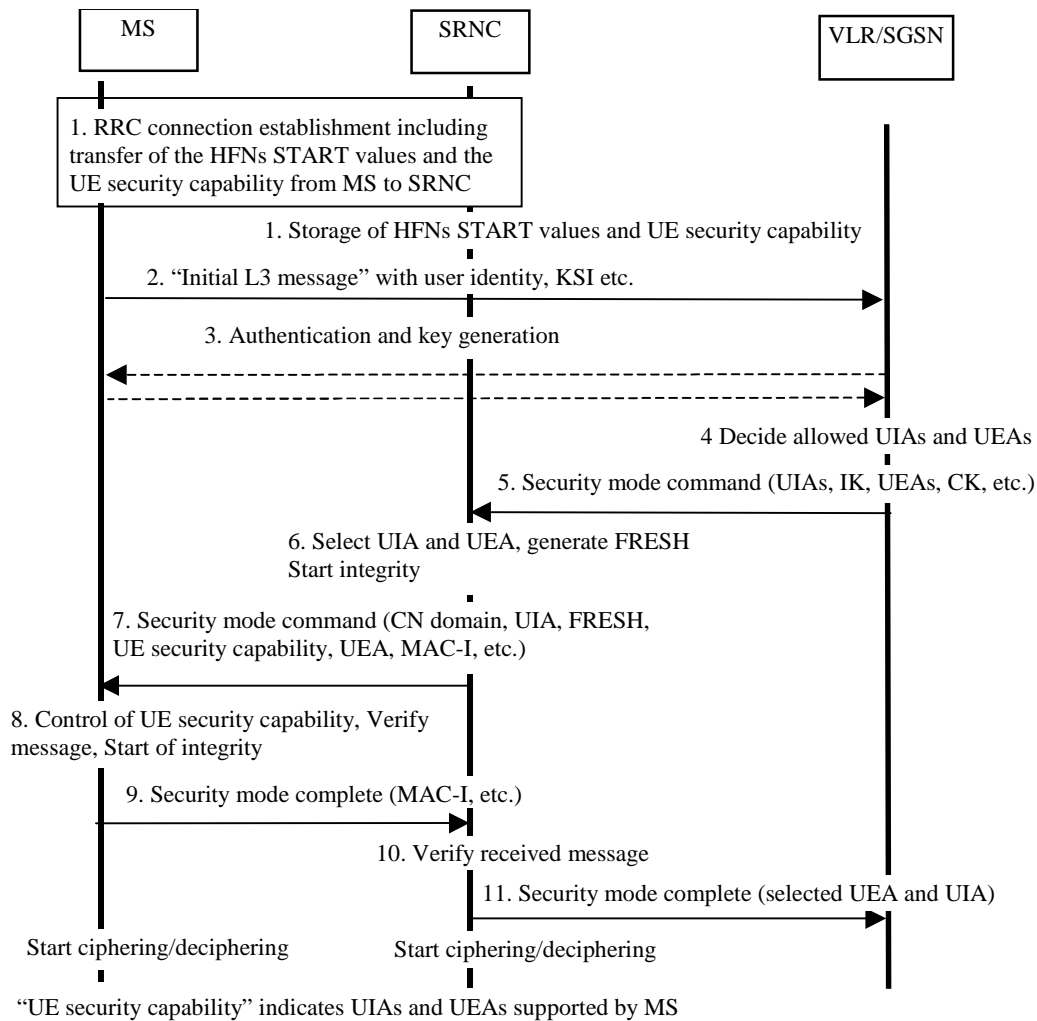 MS
SRNC
VLR/SGSN
1. RRC connection establishment including
transfer of the HFNs START values and the
UE security capability from MS to SRNC
1. Storage of HFNs START values and UE security capability
2. “Initial L3 message” with user identity, KSI etc.
3. Authentication and key generation
4 Decide allowed UIAs and UEAs
5. Security mode command (UIAs, IK, UEAs, CK, etc.)
6. Select UIA and UEA, generate FRESH
Start integrity
7. Security mode command (CN domain, UIA, FRESH,
UE security capability, UEA, MAC-I, etc.)
8. Control of UE security capability, Verify
message, Start of integrity
9. Security mode complete (MAC-I, etc.)
10. Verify received message
11. Security mode complete (selected UEA and UIA)
Start ciphering/deciphering
Start ciphering/deciphering
“UE security capability” indicates UIAs and UEAs supported by MS